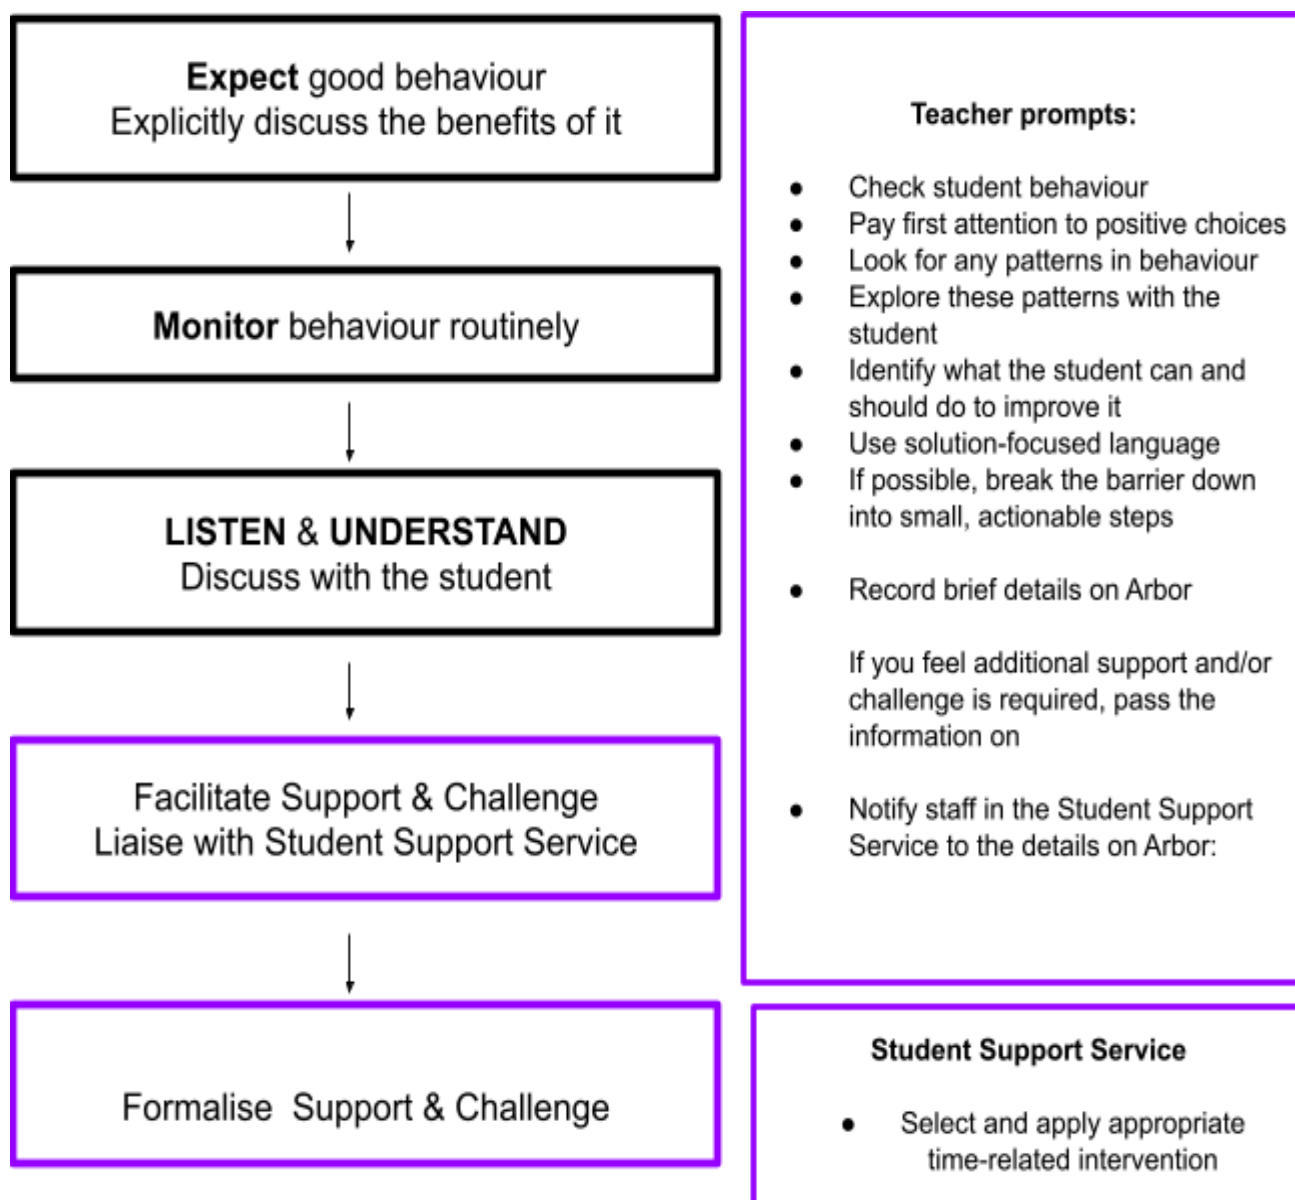 Expect good behaviour
Explicitly discuss the benefits of it
Monitor behaviour routinely
LISTEN & UNDERSTAND
Discuss with the student
Facilitate Support & Challenge
Liaise with Student Support Service
Formalise Support & Challenge
Teacher prompts:
● Check student behaviour
● Pay first attention to positive choices
● Look for any patterns in behaviour
● Explore these patterns with the
student
● Identify what the student can and
should do to improve it
● Use solution-focused language
● If possible, break the barrier down
into small, actionable steps
● Record brief details on Arbor
If you feel additional support and/or
challenge is required, pass the
information on
● Notify staff in the Student Support
Service to the details on Arbor:
Student Support Service
● Select and apply appropriate
time-related intervention